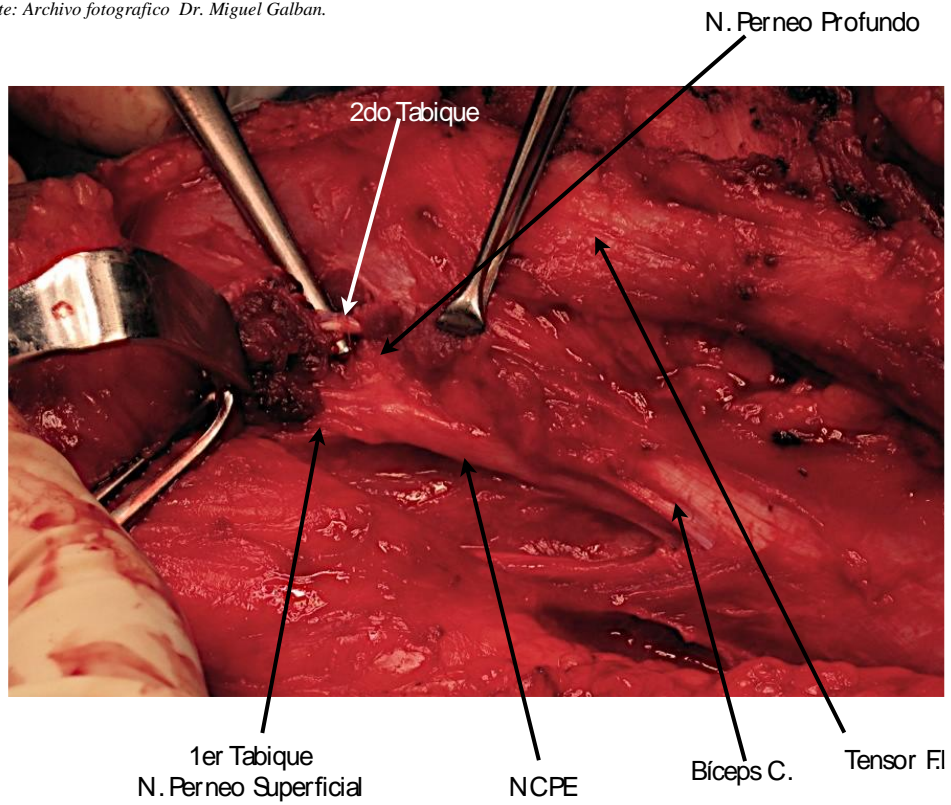 te: Archivo fotografico Dr. Miguel Galban.
N. Perneo Profundo
2do Tabique
1er Tabique
N. Perneo Superficial
NCPE
Bíceps C.
Tensor F.I